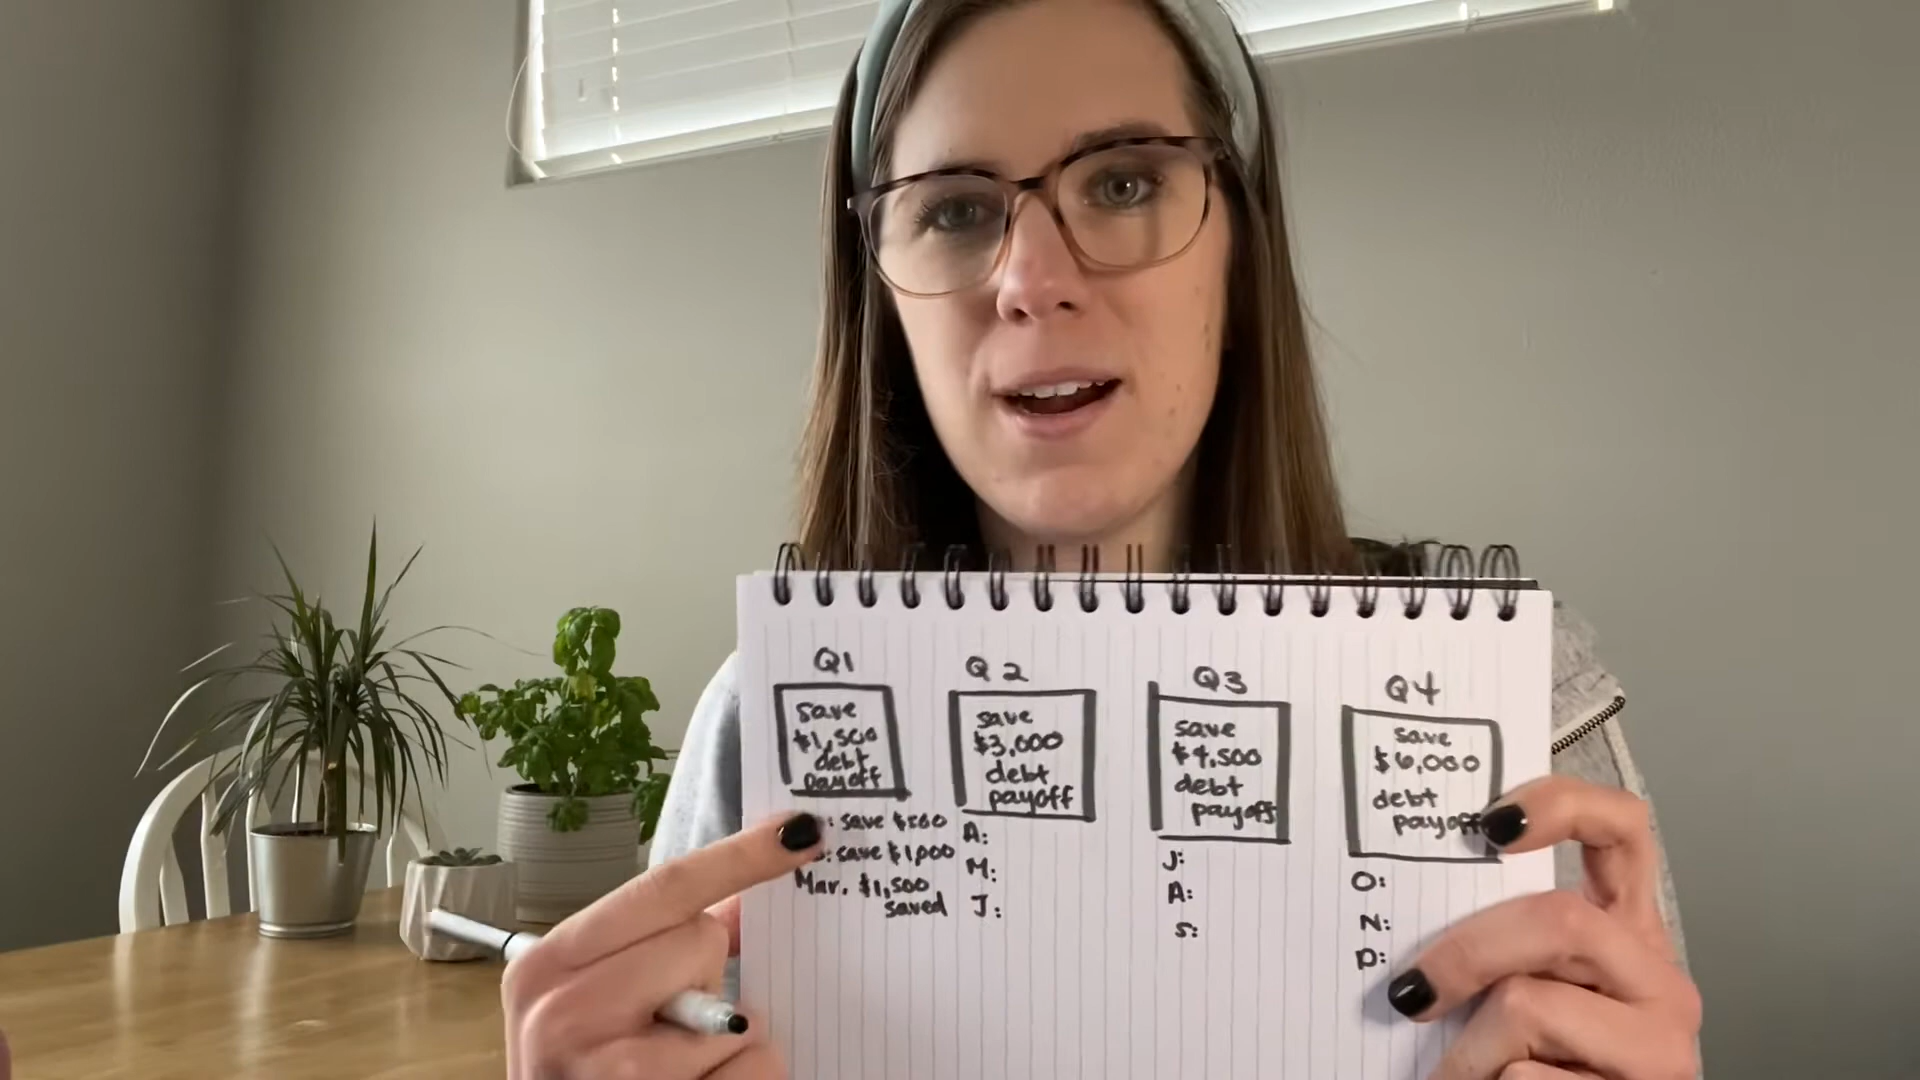 Q1
save
$1,500
debt
payoff
: save $500
: save $1,000
Mar. $1,500
saved
Q2
save
$3,000
debt
payoff
A:
M:
J:
Q3
save
$4,500
debt
payoff
J:
A:
S:
Q4
save
$6,000
debt
payoff
O:
N:
D: